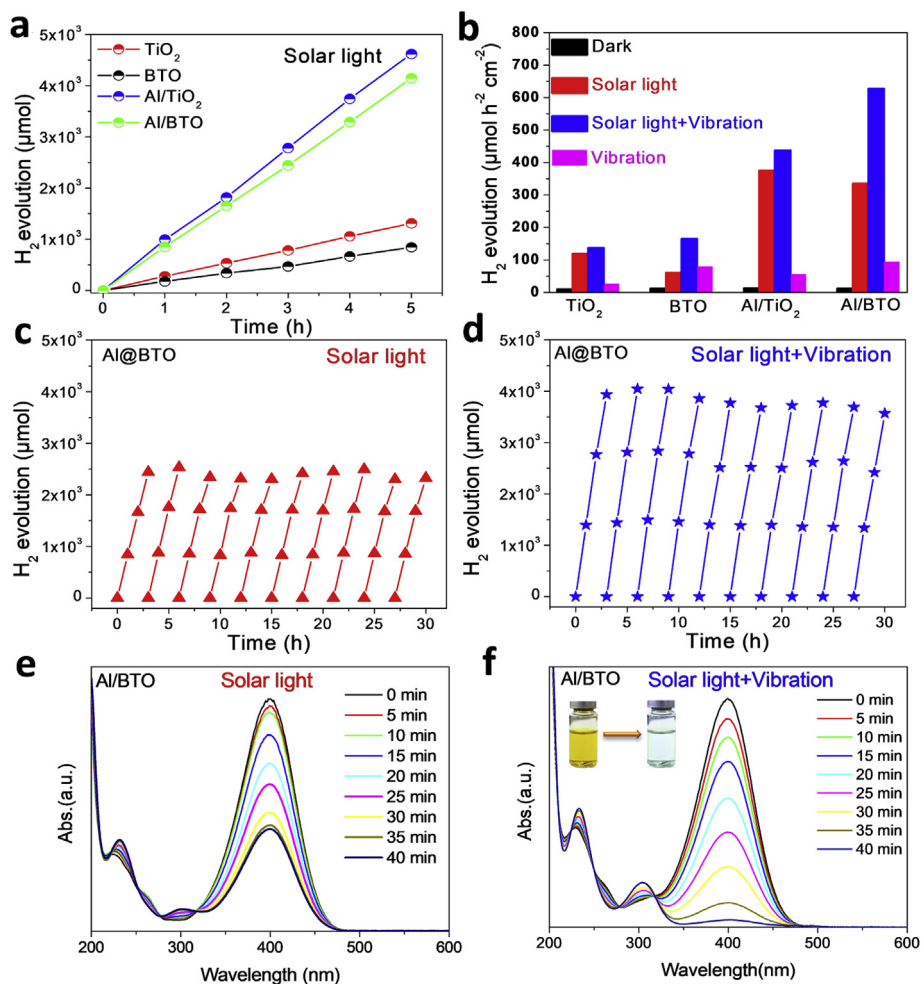 a
5x10³
4x10³
3x10³
2x10³
1x10³
0
H₂ evolution (μmol)
TiO₂
BTO
Al/TiO₂
Al/BTO
Solar light
0 1 2 3 4 5
Time (h)
b
800
700
600
500
400
300
200
100
0
H₂ evolution (μmol h⁻² cm⁻²)
Dark
Solar light
Solar light+Vibration
Vibration
TiO₂ BTO Al/TiO₂ Al/BTO
c
5x10³
4x10³
3x10³
2x10³
1x10³
0
H₂ evolution (μmol)
Al@BTO Solar light
0 5 10 15 20 25 30
Time (h)
d
5x10³
4x10³
3x10³
2x10³
1x10³
0
H₂ evolution (μmol)
Al@BTO Solar light+Vibration
0 5 10 15 20 25 30
Time (h)
e
Abs.(a.u.)
Al/BTO Solar light
0 min
5 min
10 min
15 min
20 min
25 min
30 min
35 min
40 min
200 300 400 500 600
Wavelength (nm)
f
Abs.(a.u.)
Al/BTO Solar light+Vibration
0 min
5 min
10 min
15 min
20 min
25 min
30 min
35 min
40 min
200 300 400 500 600
Wavelength(nm)